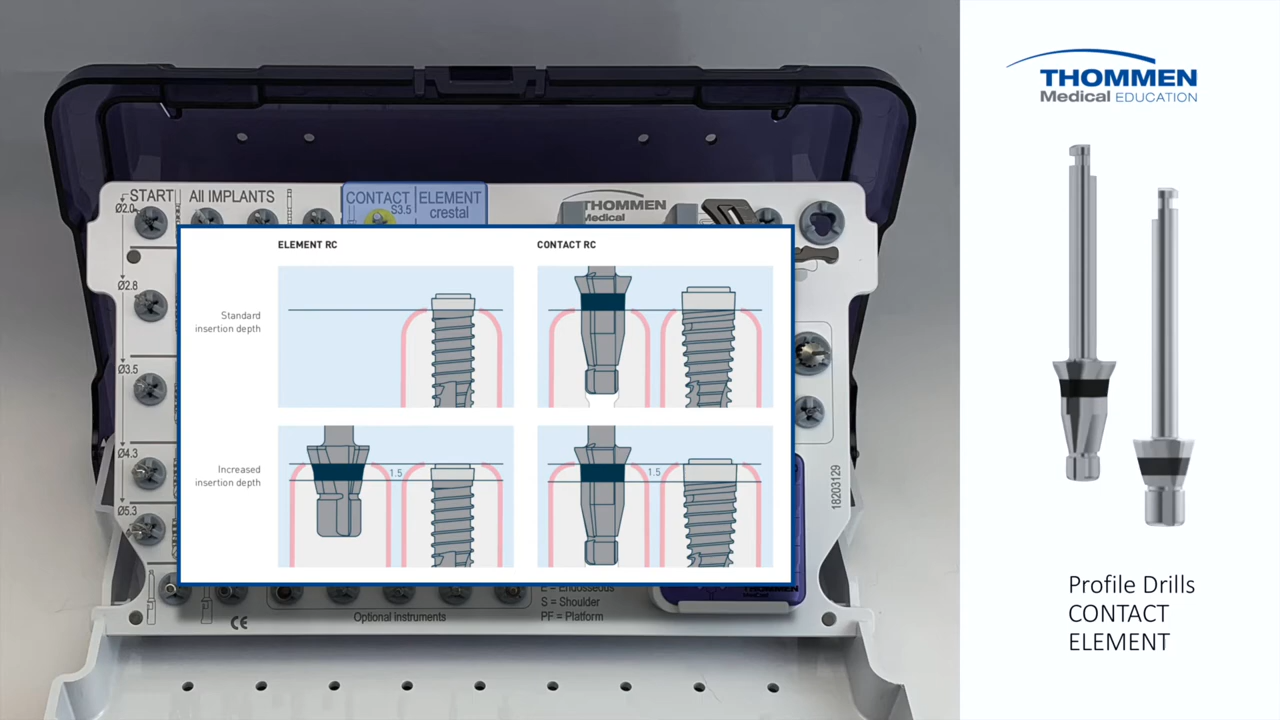 THOMMEN
Medical EDUCATION
START
All IMPLANTS
CONTACT
S3.5
ELEMENT
crestal
THOMMEN
Medical
Ø2.0
Ø2.8
Ø3.5
Ø4.3
Ø5.3
ELEMENT RC
CONTACT RC
Standard
insertion depth
Increased
insertion depth
1.5
1.5
18203129
S = Shoulder
PF = Platform
Optional instruments
CE
THOMMEN
Profile Drills
CONTACT
ELEMENT